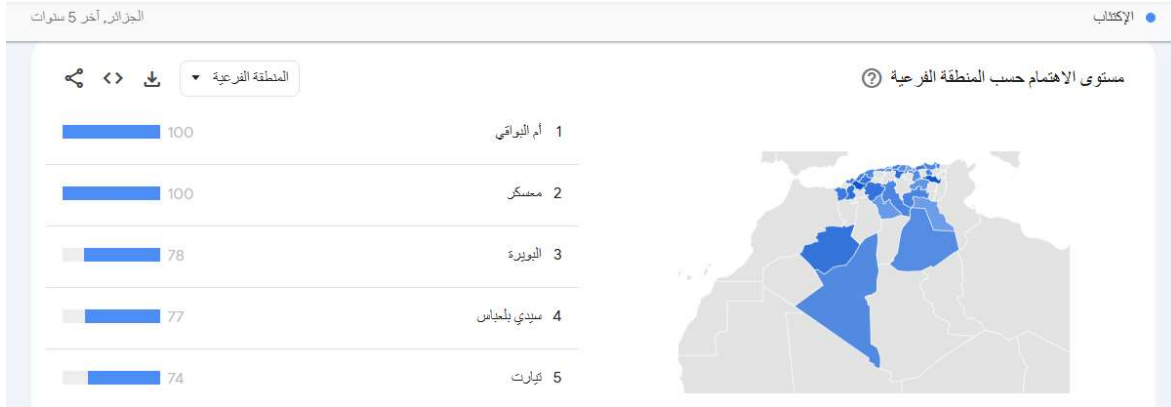 الإكتئاب
الجزائر, آخر 5 سنوات
مستوى الاهتمام حسب المنطقة الفرعية ?
المنطقة الفرعية
1 أم البواقي 100
2 معسكر 100
3 البويرة 78
4 سيدي بلعباس 77
5 تيارت 74